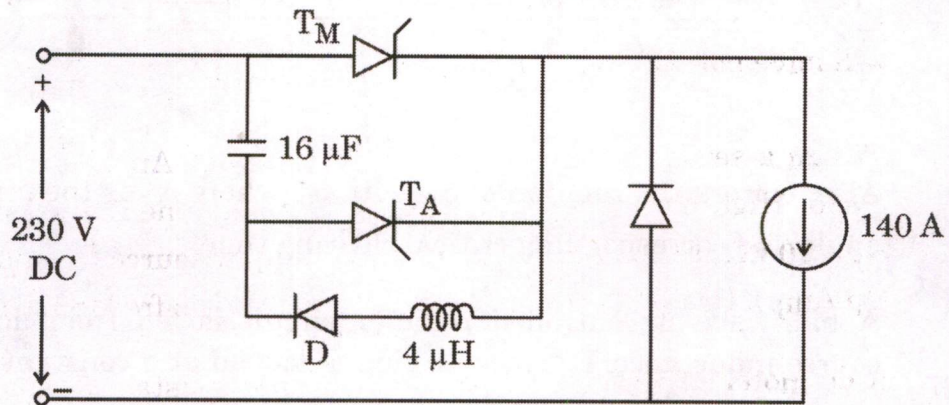 T_M
+
16 μF
T_A
230 V
DC
140 A
D
4 μH
−